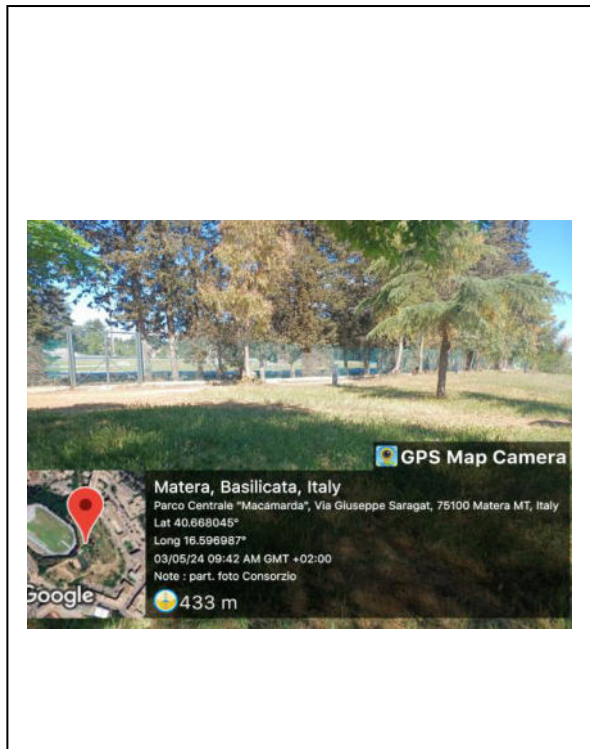 GPS Map Camera
Matera, Basilicata, Italy
Parco Centrale "Macamarda", Via Giuseppe Saragat, 75100 Matera MT, Italy
Lat 40.668045°
Long 16.596987°
03/05/24 09:42 AM GMT +02:00
Note : part. foto Consorzio
433 m
Google